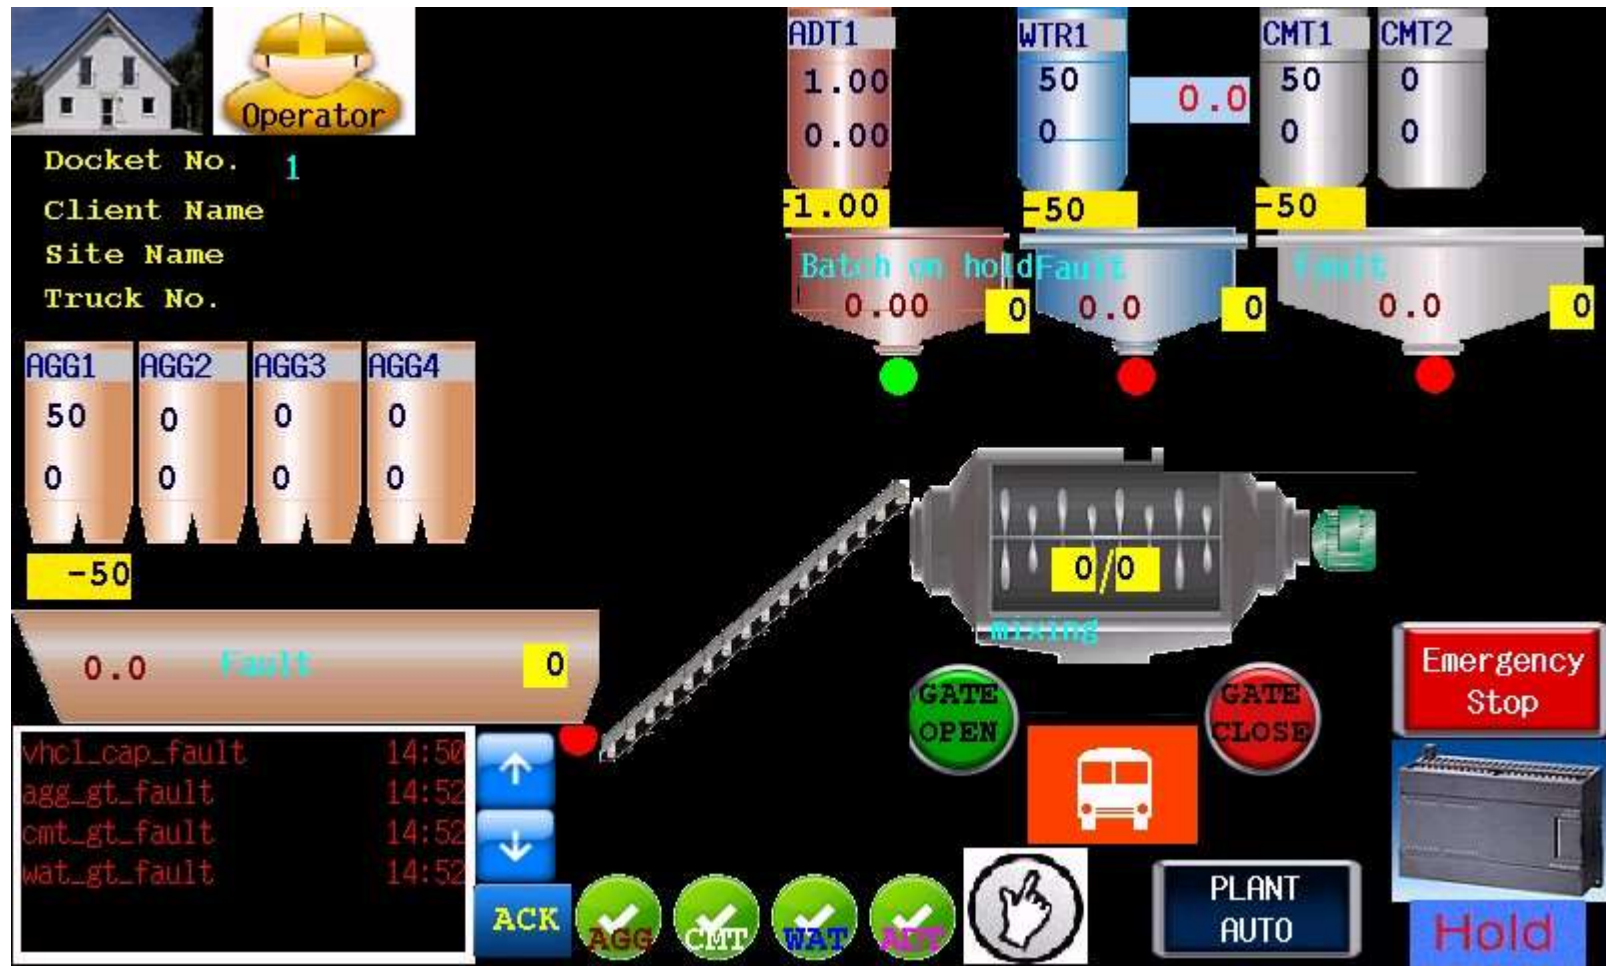 Operator
Docket No. 1
Client Name
Site Name
Truck No.
ADT1
1.00
0.00
-1.00
WTR1
50
0
-50
0.0
CMT1
50
0
-50
CMT2
0
0
Batch on hold
0.00
0
Fault
0.0
0
Fault
0.0
0
AGG1 AGG2 AGG3 AGG4
50 0 0 0
0 0 0 0
-50
0.0 Fault 0
0/0
mixing
GATE
OPEN
GATE
CLOSE
Emergency
Stop
vhcl_cap_fault 14:50
agg_gt_fault 14:52
cmt_gt_fault 14:52
wat_gt_fault 14:52
ACK
AGG
CMT
WAT
ADT
PLANT
AUTO
Hold